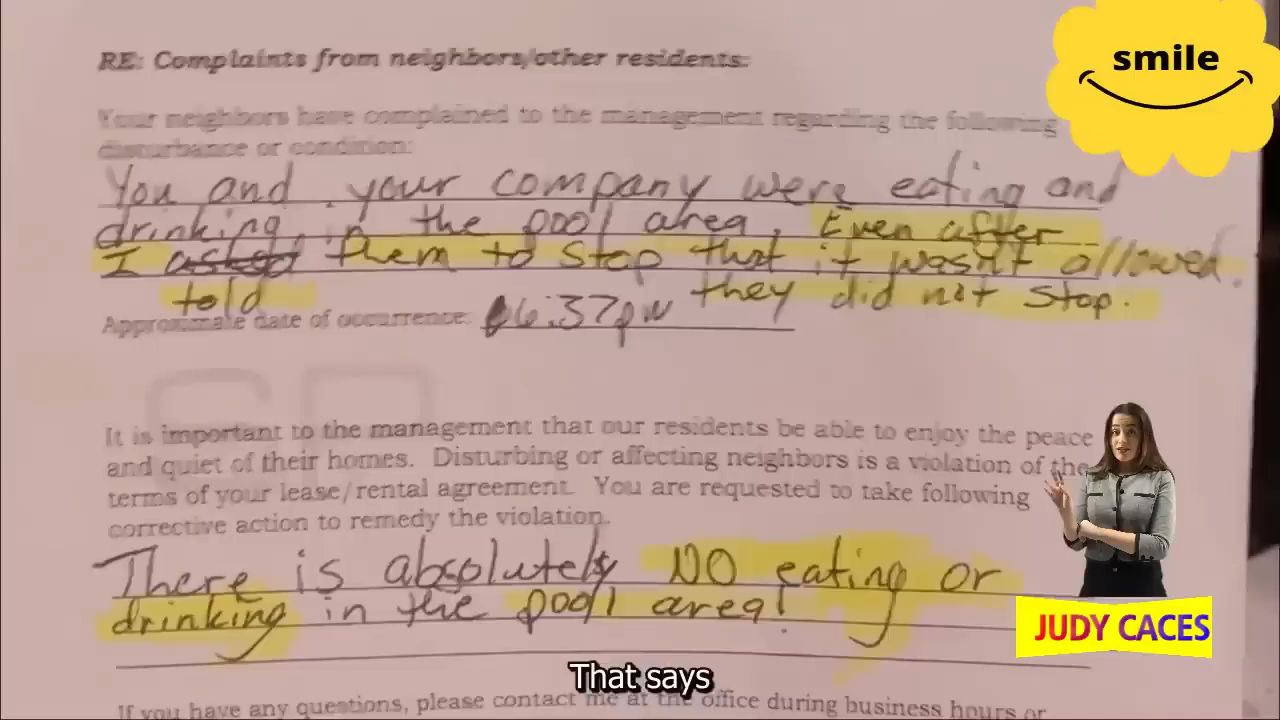 smile
RE: Complaints from neighbors/other residents:
Your neighbors have complained to the management regarding the following
disturbance or condition:
You and your company were eating and
drinking in the pool area. Even after
I asked them to stop that it wasn't allowed.
told they did not stop.
Approximate date of occurrence: 6:37pm
It is important to the management that our residents be able to enjoy the peace
and quiet of their homes. Disturbing or affecting neighbors is a violation of the
terms of your lease/rental agreement. You are requested to take following
corrective action to remedy the violation.
There is absolutely NO eating or
drinking in the pool area!
JUDY CACES
That says
If you have any questions, please contact me at the office during business hours or